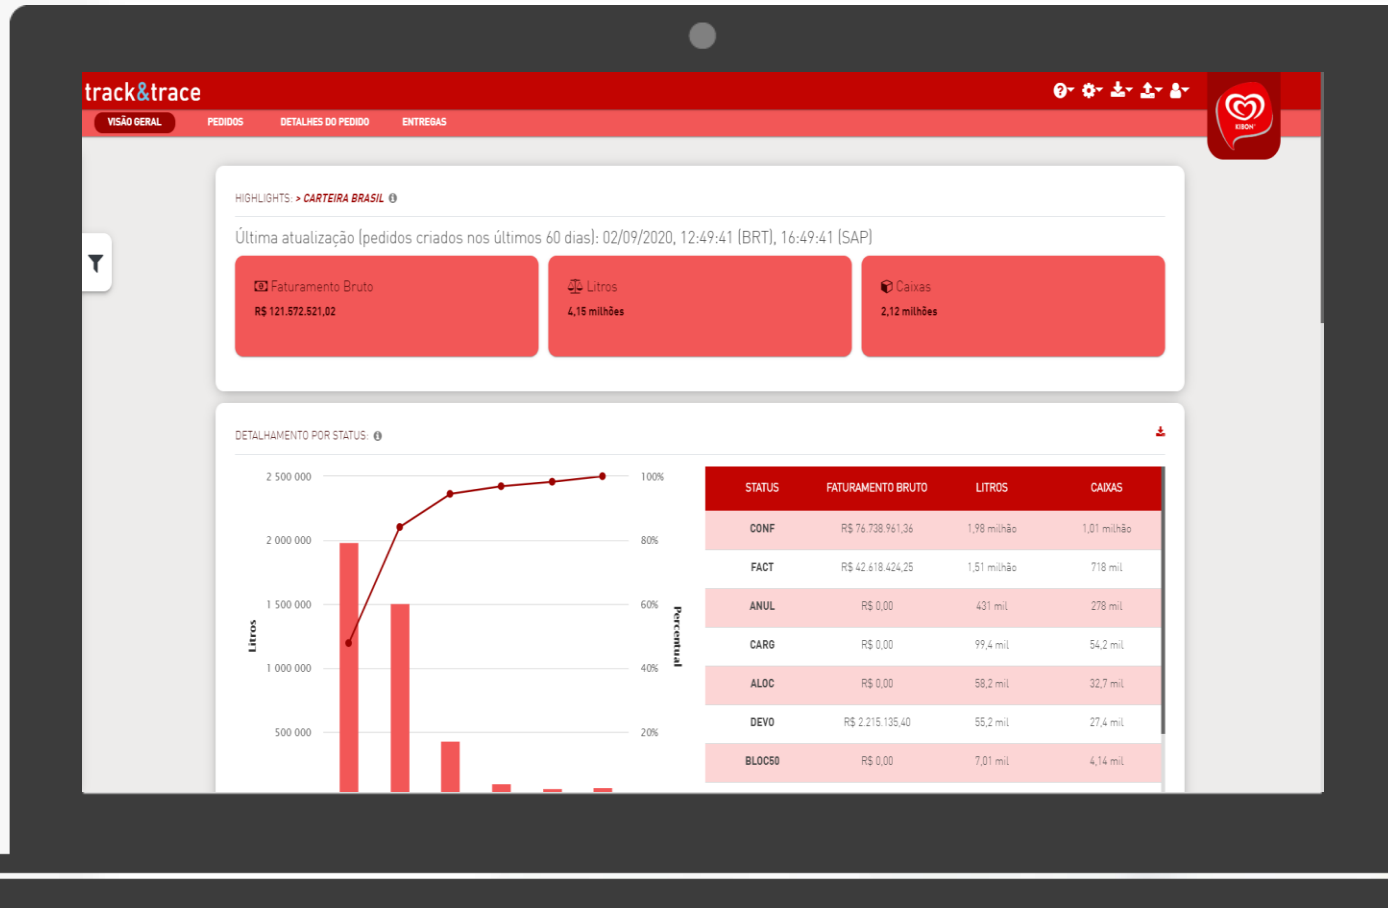 track&trace
KIBON
VISÃO GERAL PEDIDOS DETALHES DO PEDIDO ENTREGAS
HIGHLIGHTS: > CARTEIRA BRASIL
Última atualização (pedidos criados nos últimos 60 dias): 02/09/2020, 12:49:41 (BRT), 16:49:41 (SAP)
Faturamento Bruto
R$ 121.572.521,02
Litros
4,15 milhões
Caixas
2,12 milhões
DETALHAMENTO POR STATUS:
2 500 000
2 000 000
1 500 000
1 000 000
500 000
Litros
100%
80%
60%
40%
20%
Percentual
STATUS FATURAMENTO BRUTO LITROS CAIXAS
CONF R$ 76.738.961,36 1,98 milhão 1,01 milhão
FACT R$ 42.618.424,25 1,51 milhão 718 mil
ANUL R$ 0,00 431 mil 278 mil
CARG R$ 0,00 99,4 mil 54,2 mil
ALOC R$ 0,00 58,2 mil 32,7 mil
DEVO R$ 2.215.135,40 55,2 mil 27,4 mil
BLOC50 R$ 0,00 7,01 mil 4,14 mil